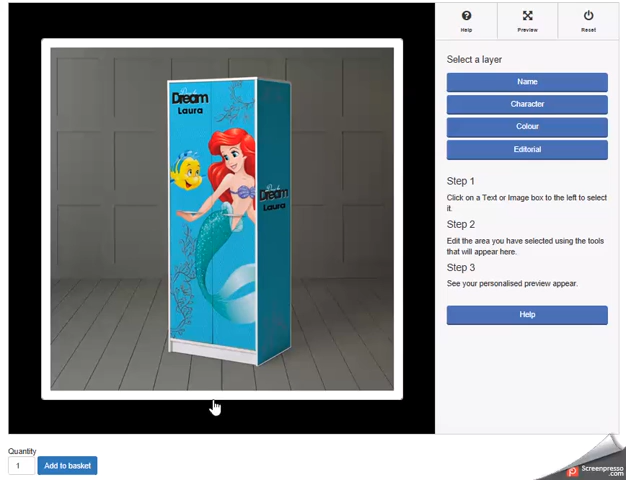 Help
Preview
Reset
Select a layer
Name
Character
Colour
Editorial
Step 1
Click on a Text or Image box to the left to select
it.
Step 2
Edit the area you have selected using the tools
that will appear here.
Step 3
See your personalised preview appear.
Help
Dream
Laura
Dream
Laura
Quantity
1
Add to basket
Screenpresso
.com